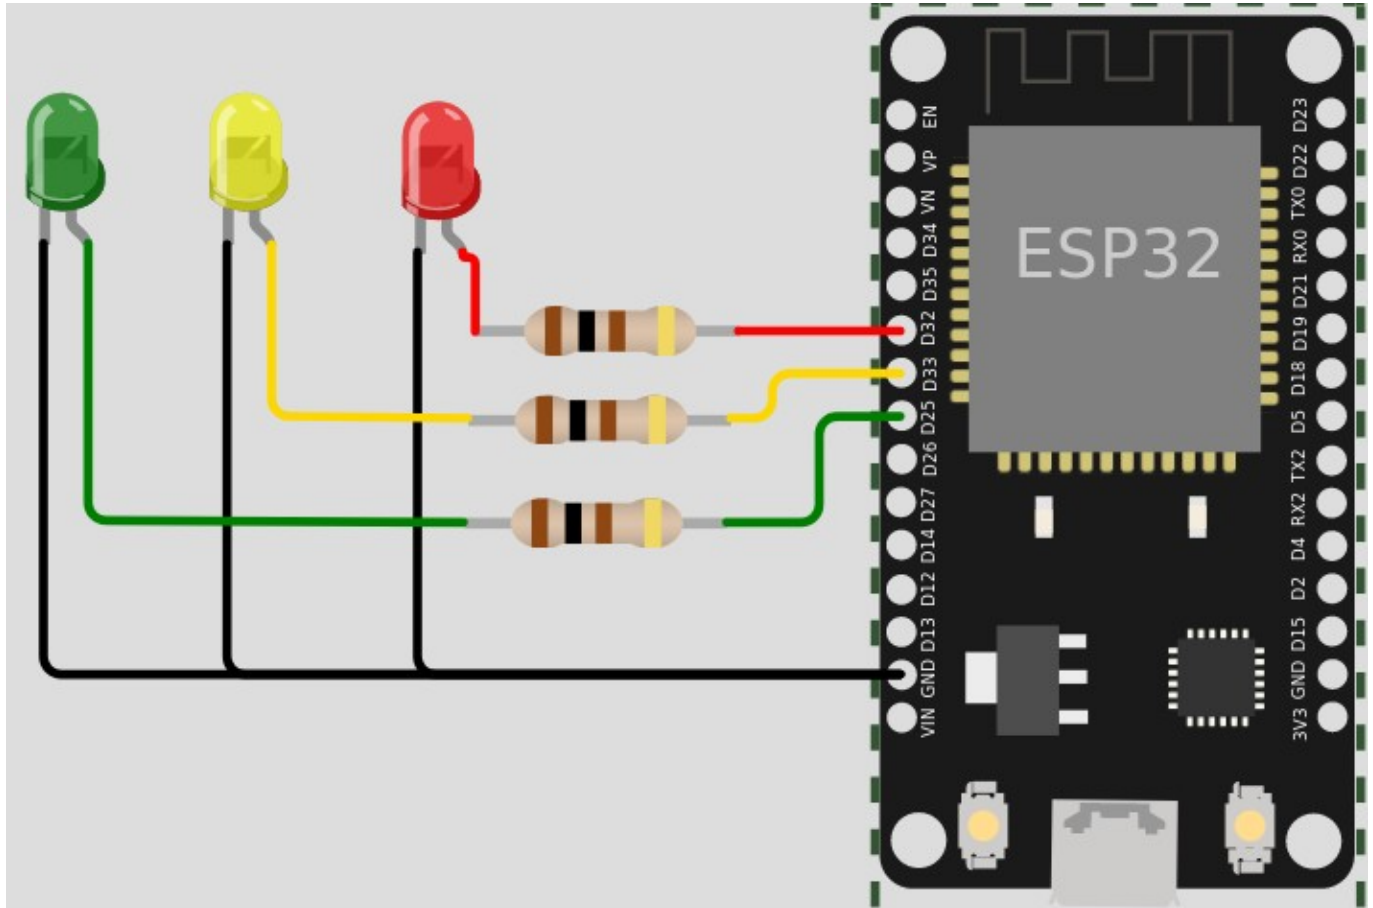 EN
VP
VN
D34
D35
D32
D33
D25
D26
D27
D14
D12
D13
GND
VIN
ESP32
D23
D22
TX0
RX0
D21
D19
D18
D5
TX2
RX2
D4
D2
D15
GND
3V3